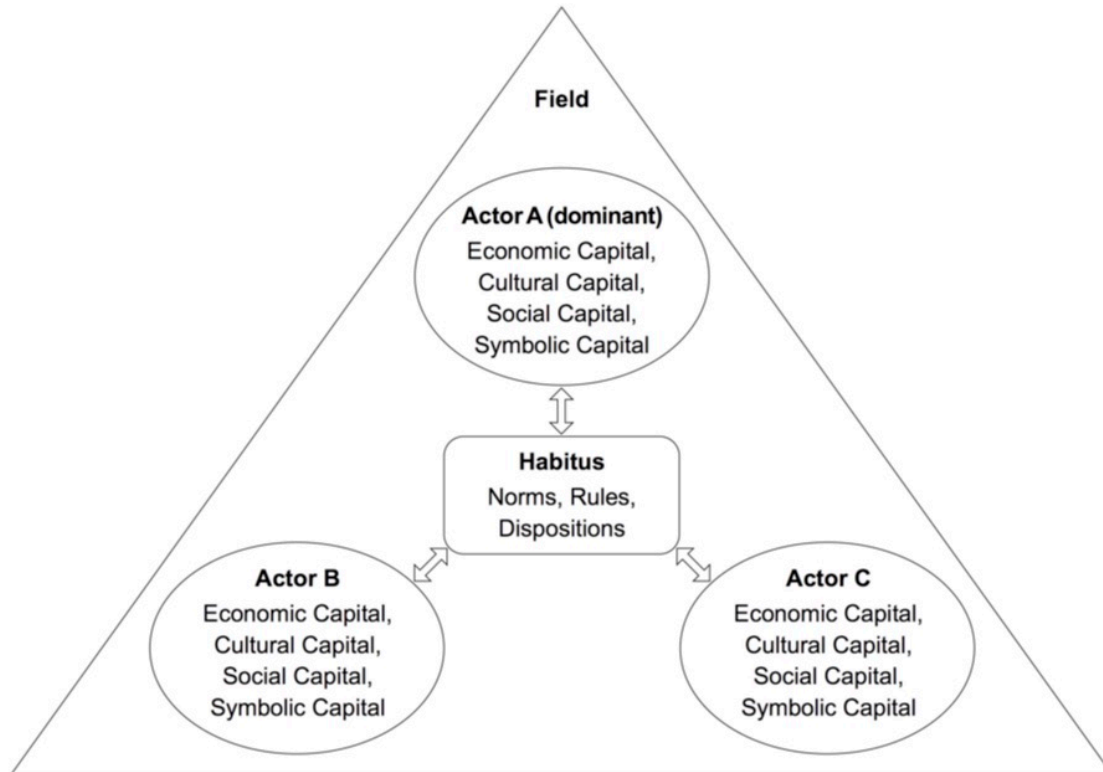 Field
Actor A (dominant)
Economic Capital,
Cultural Capital,
Social Capital,
Symbolic Capital
Habitus
Norms, Rules,
Dispositions
Actor B
Economic Capital,
Cultural Capital,
Social Capital,
Symbolic Capital
Actor C
Economic Capital,
Cultural Capital,
Social Capital,
Symbolic Capital